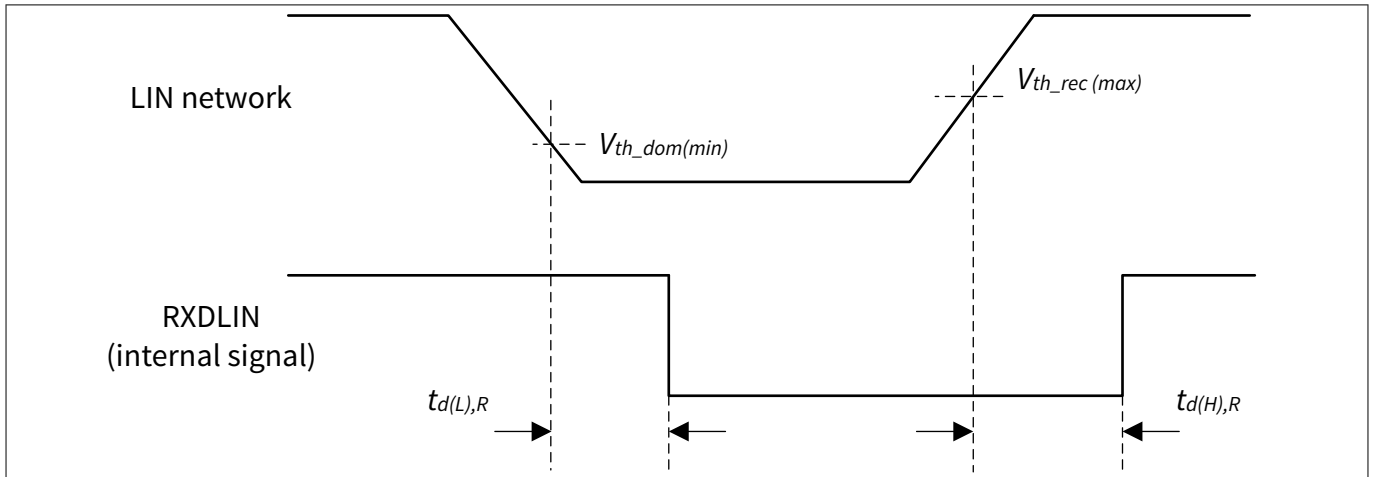 LIN network
Vth_rec (max)
Vth_dom(min)
RXDLIN
(internal signal)
td(L),R
td(H),R